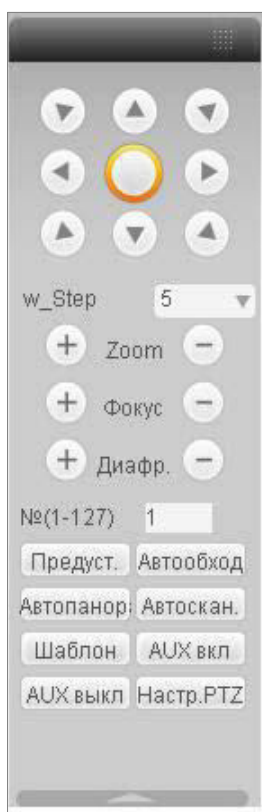 w_Step 5
+ Zoom −
+ Фокус −
+ Диафр. −
№(1-127) 1
Предуст. Автообход
Автопанор Автоскан.
Шаблон AUX вкл
AUX выкл Настр.PTZ